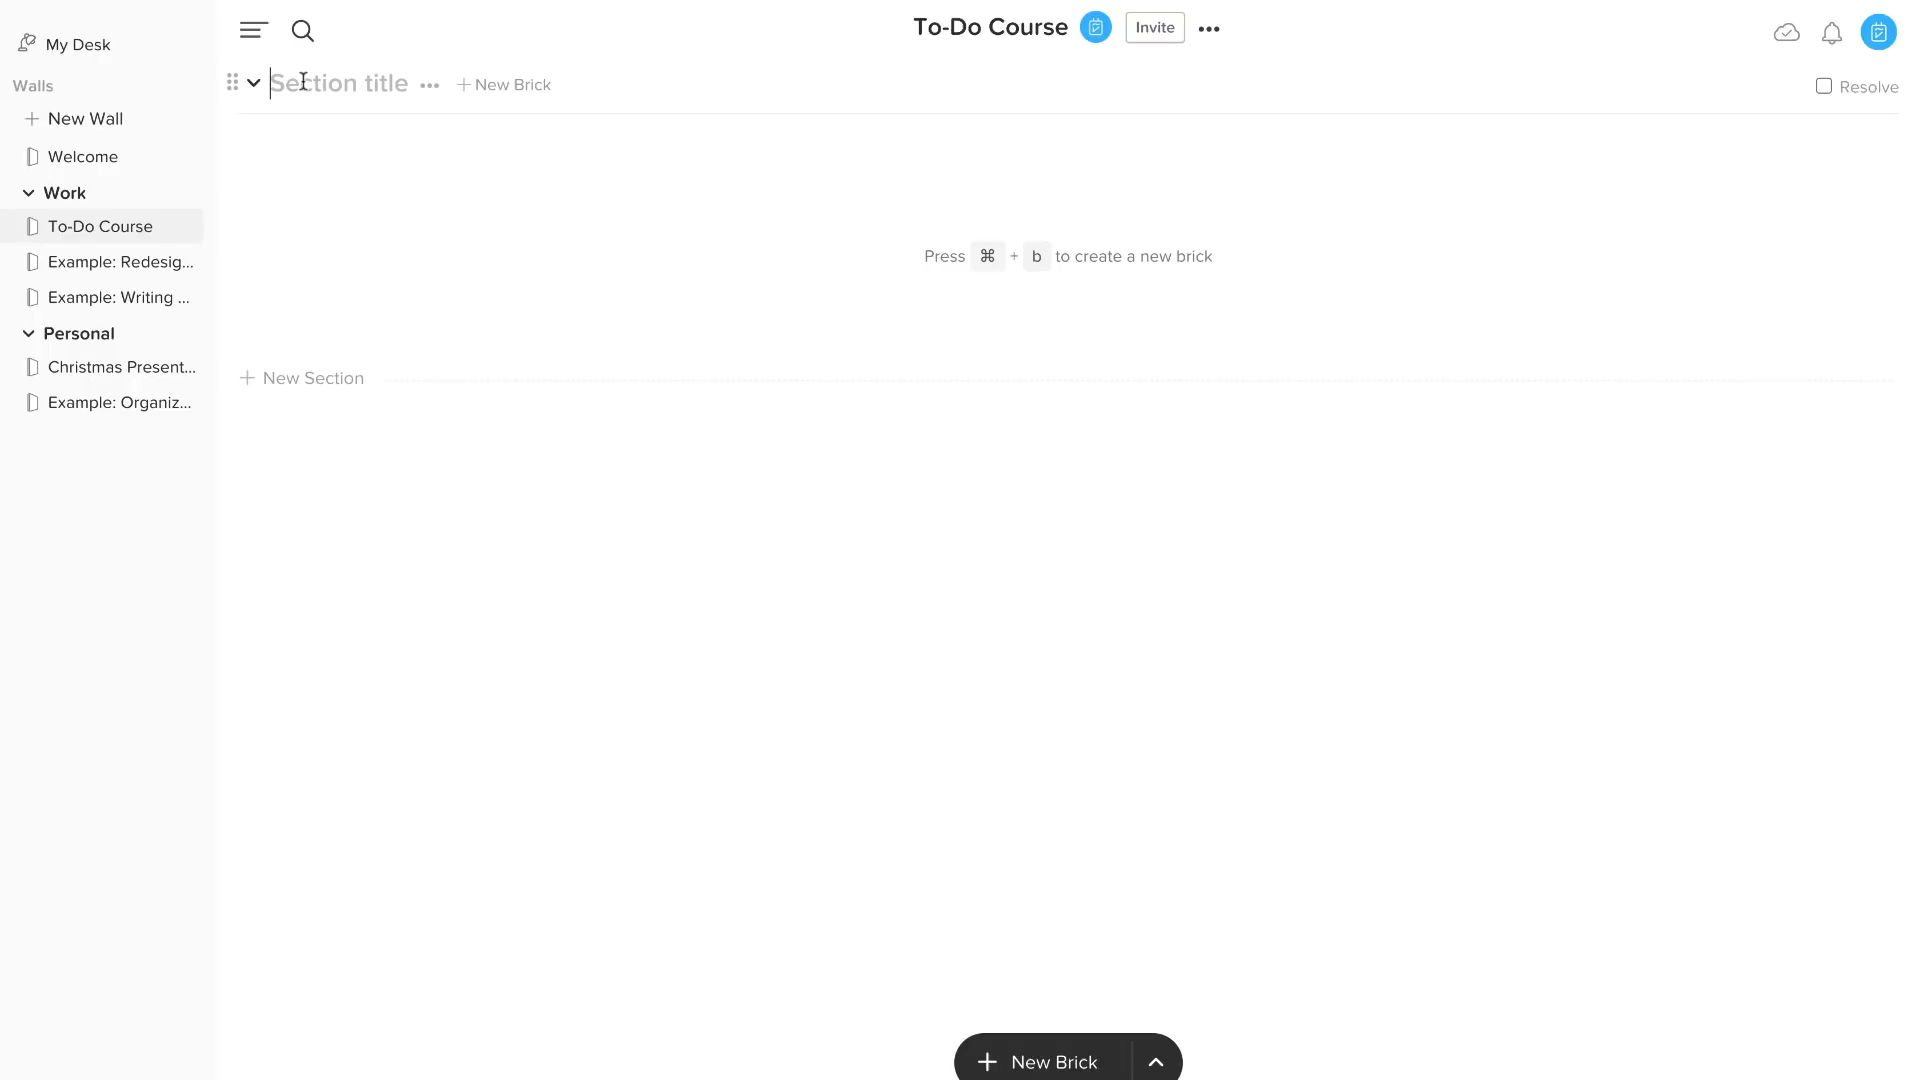 My Desk
Walls
New Wall
Welcome
Work
To-Do Course
Example: Redesig...
Example: Writing ...
Personal
Christmas Present...
Example: Organiz...
To-Do Course
Invite
Section title
New Brick
Resolve
Press ⌘ + b to create a new brick
New Section
New Brick